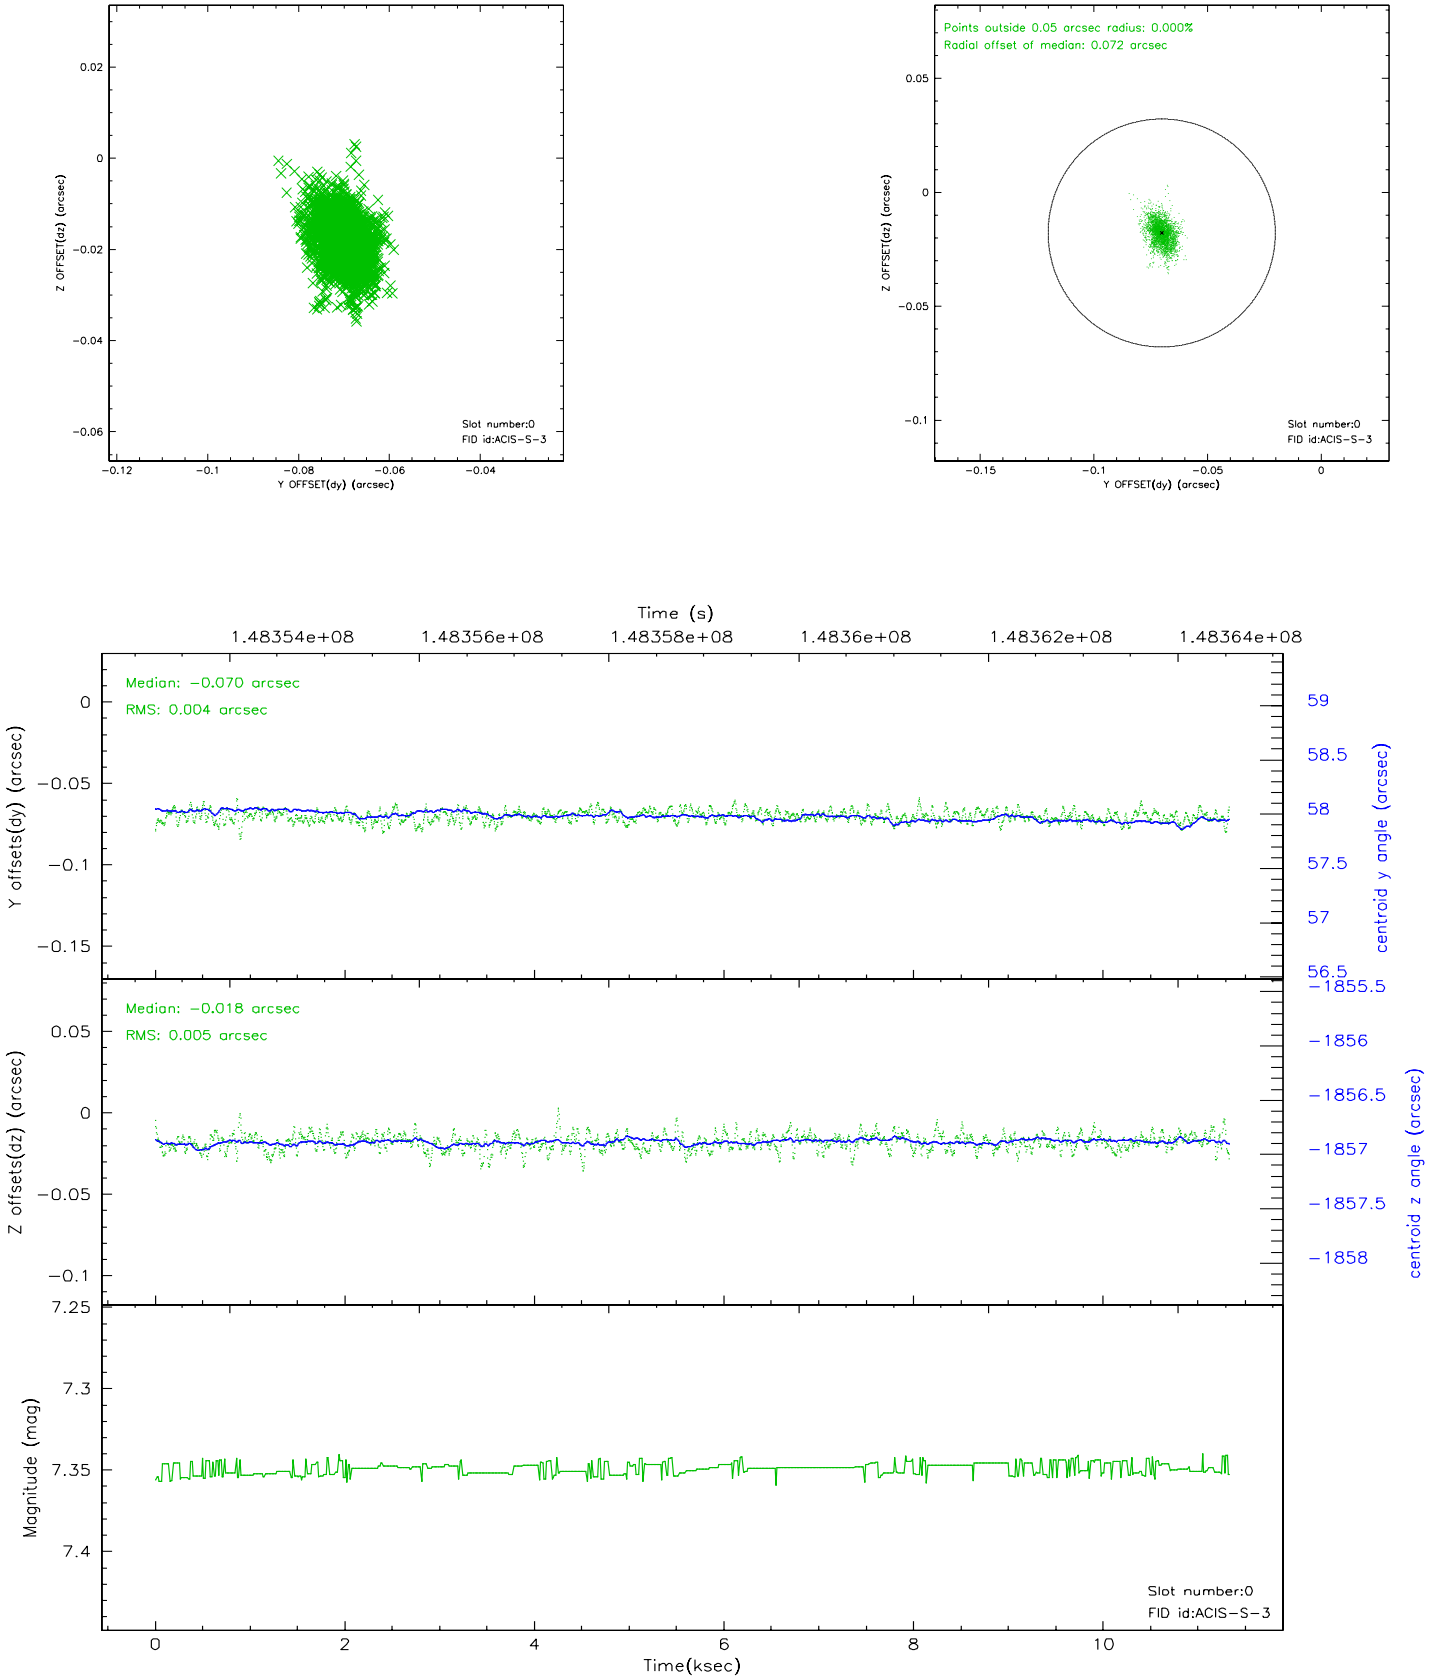 0.02
0
-0.02
-0.04
-0.06
Z OFFSET(dz) (arcsec)
Slot number:0
FID id:ACIS-S-3
-0.12 -0.1 -0.08 -0.06 -0.04
Y OFFSET(dy) (arcsec)
Points outside 0.05 arcsec radius: 0.000%
Radial offset of median: 0.072 arcsec
0.05
0
-0.05
-0.1
Z OFFSET(dz) (arcsec)
Slot number:0
FID id:ACIS-S-3
-0.15 -0.1 -0.05 0
Y OFFSET(dy) (arcsec)
Time (s)
1.48354e+08 1.48356e+08 1.48358e+08 1.4836e+08 1.48362e+08 1.48364e+08
Median: -0.070 arcsec
RMS: 0.004 arcsec
0
-0.05
-0.1
-0.15
Y offsets(dy) (arcsec)
59
58.5
58
57.5
57
56.5
centroid y angle (arcsec)
Median: -0.018 arcsec
RMS: 0.005 arcsec
0.05
0
-0.05
-0.1
Z offsets(dz) (arcsec)
-1855.5
-1856
-1856.5
-1857
-1857.5
-1858
centroid z angle (arcsec)
7.25
7.3
7.35
7.4
Magnitude (mag)
Slot number:0
FID id:ACIS-S-3
0 2 4 6 8 10
Time(ksec)